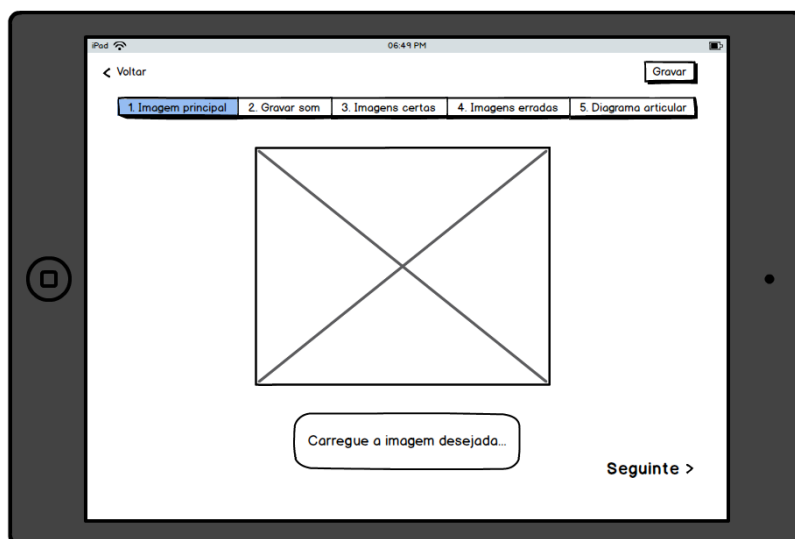 iPad 06:49 PM
Voltar
Gravar
1. Imagem principal 2. Gravar som 3. Imagens certas 4. Imagens erradas 5. Diagrama articular
Carregue a imagem desejada...
Seguinte >